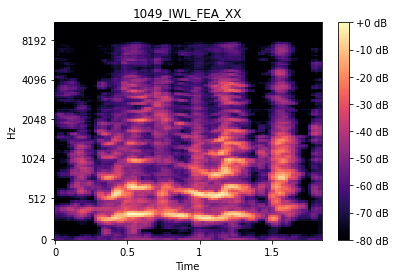 1049_IWL_FEA_XX
8192
4096
2048
1024
512
0
Hz
0
0.5
1
1.5
Time
+0 dB
-10 dB
-20 dB
-30 dB
-40 dB
-50 dB
-60 dB
-70 dB
-80 dB